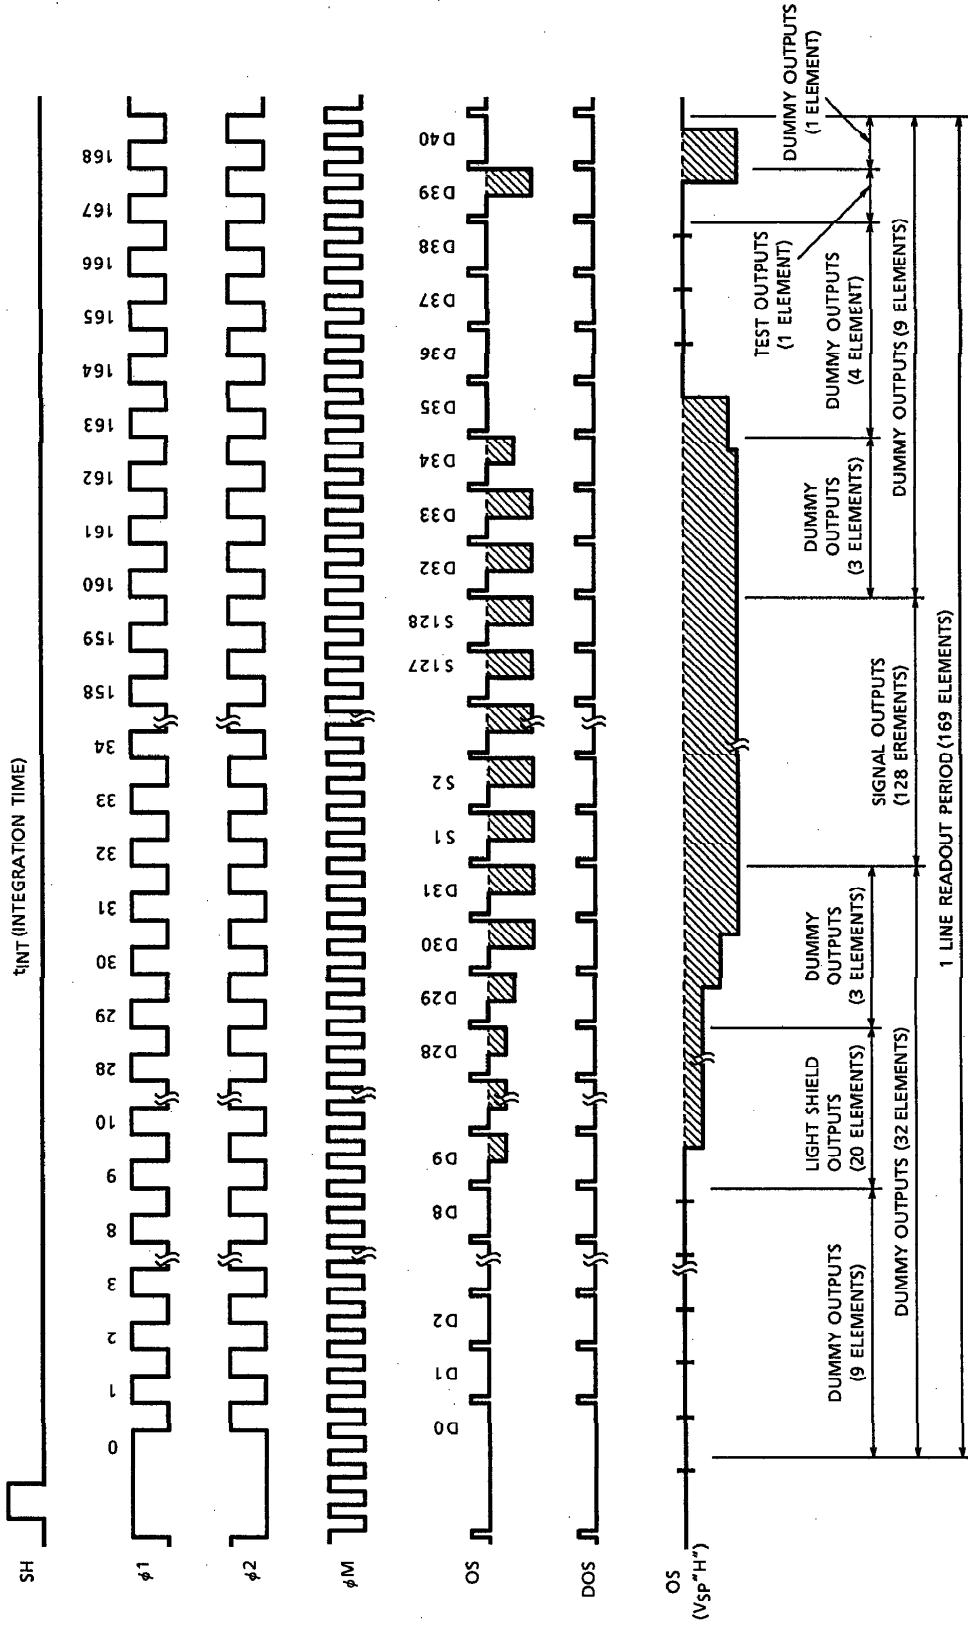 SH
tINT (INTEGRATION TIME)
φ1
0 1 2 3 8 9 10 28 29 30 31 32 33 34 158 159 160 161 162 163 164 165 166 167 168
φ2
φM
OS
D0 D1 D2 D8 D9 D28 D29 D30 D31 S1 S2 S127 S128 D32 D33 D34 D35 D36 D37 D38 D39 D40
DOS
OS
(VSP"H")
DUMMY OUTPUTS
(9 ELEMENTS)
LIGHT SHIELD
OUTPUTS
(20 ELEMENTS)
DUMMY
OUTPUTS
(3 ELEMENTS)
DUMMY OUTPUTS (32 ELEMENTS)
SIGNAL OUTPUTS
(128 EREMENTS)
DUMMY
OUTPUTS
(3 ELEMENTS)
DUMMY OUTPUTS
(4 ELEMENT)
TEST OUTPUTS
(1 ELEMENT)
DUMMY OUTPUTS
(1 ELEMENT)
DUMMY OUTPUTS (9 ELEMENTS)
1 LINE READOUT PERIOD (169 ELEMENTS)